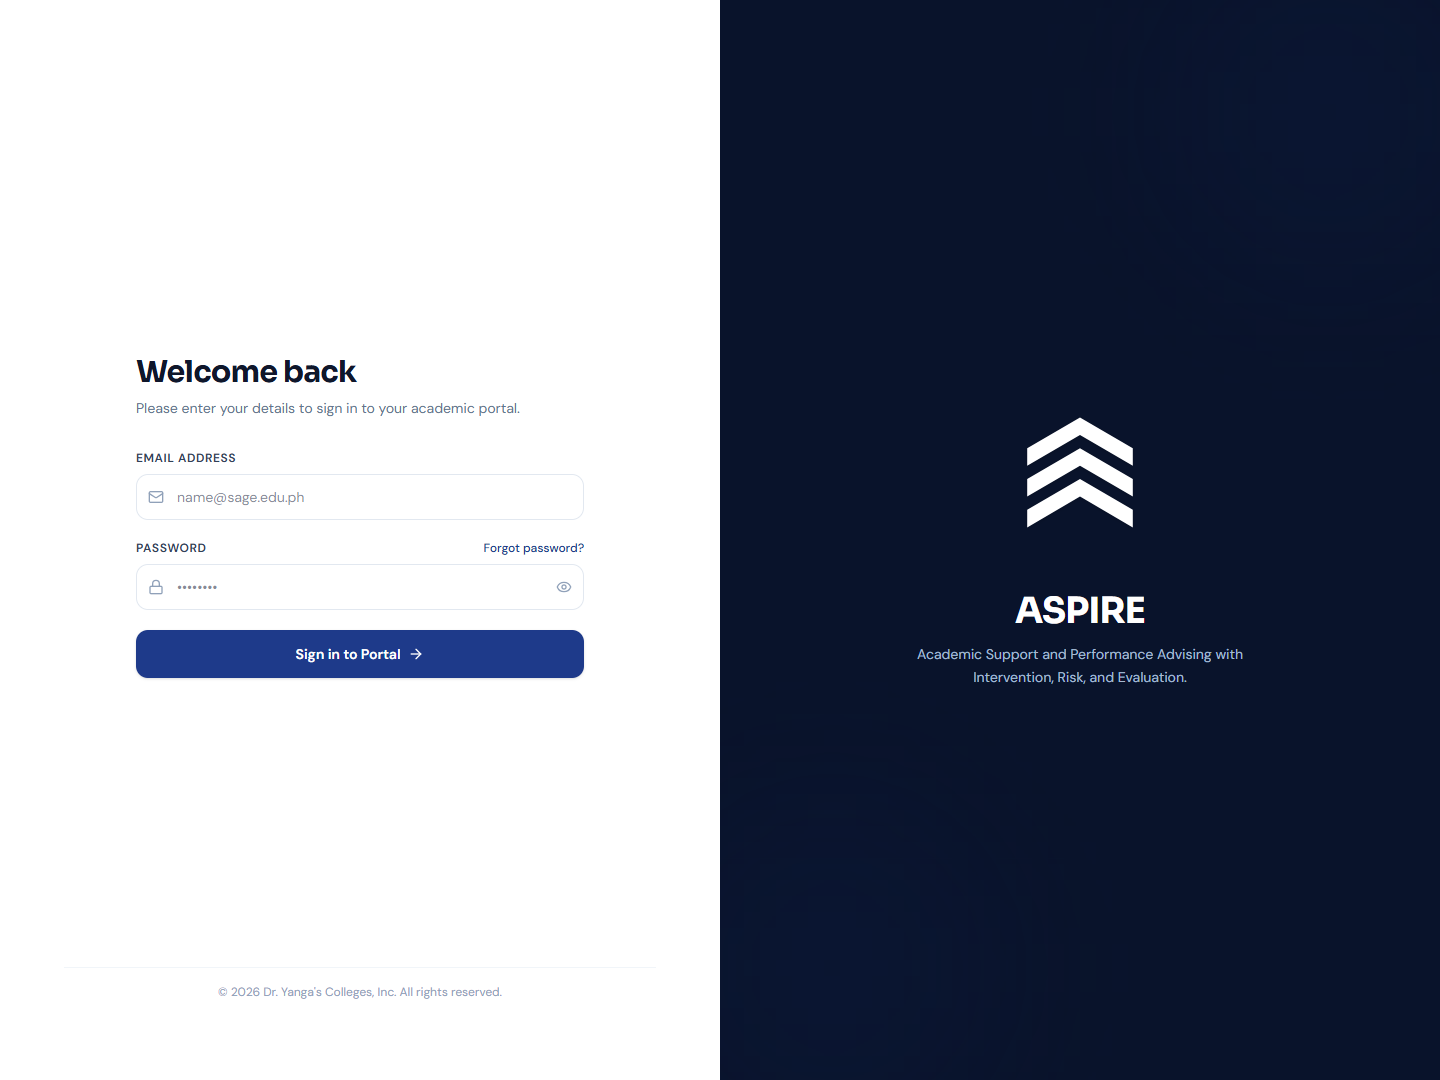 Welcome back
Please enter your details to sign in to your academic portal.
EMAIL ADDRESS
name@sage.edu.ph
PASSWORD
Forgot password?
••••••••
Sign in to Portal →
© 2026 Dr. Yanga's Colleges, Inc. All rights reserved.
ASPIRE
Academic Support and Performance Advising with
Intervention, Risk, and Evaluation.